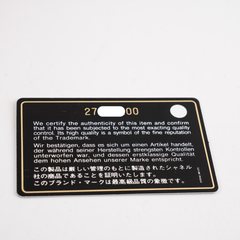 27 00
We certify the authenticity of this item and confirm
that it has been subjected to the most exacting quality
control. Its high quality is a symbol of the fine reputation
of the Trademark.
Wir bestätigen, dass es sich um einen Artikel handelt,
der während seiner Herstellung strengsten Kontrollen
unterworfen war, und dessen erstklassige Qualität
dem hohen Ansehen unserer Marke entspricht.
この製品は厳しい管理のもとに製造されたシャネル
社の商品であることを証明します。
このブランド・マークは最高級品質の象徴です。